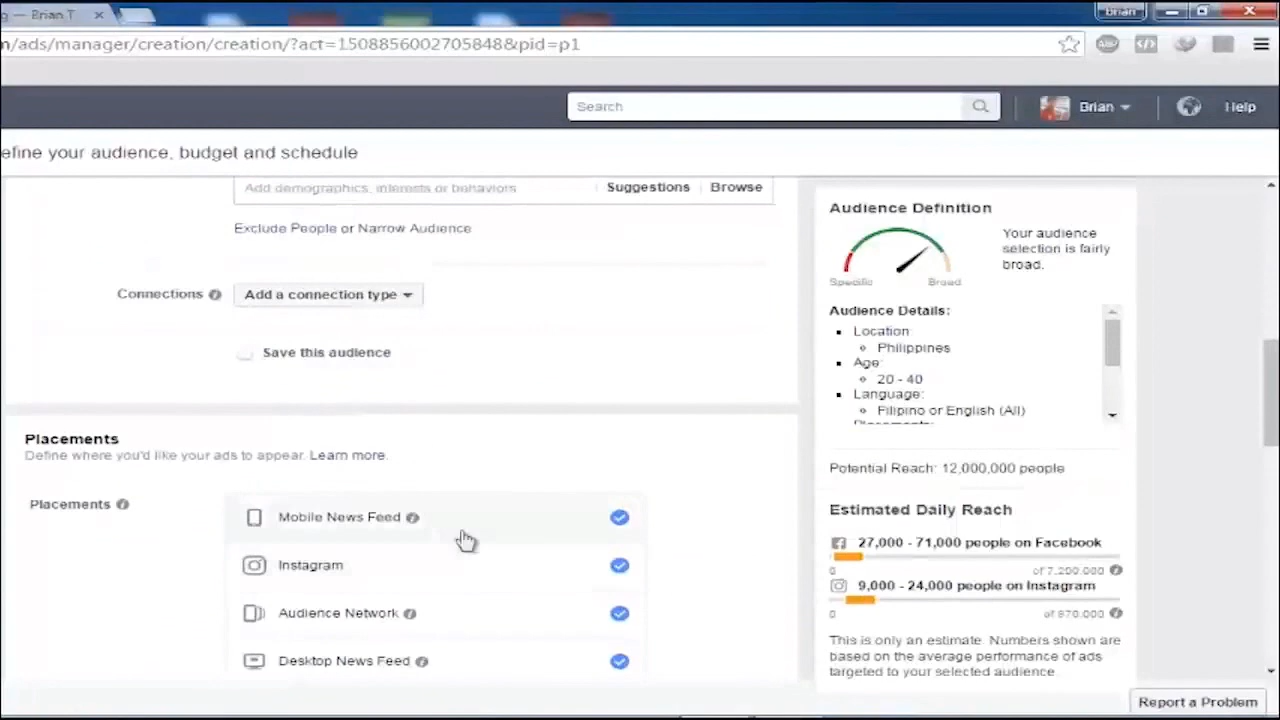 g — Brian T
Brian
n/ads/manager/creation/creation/?act=1508856002705848&pid=p1
ABP
Search
Brian
Help
efine your audience, budget and schedule
Add demographics, interests or behaviors
Suggestions
Browse
Exclude People or Narrow Audience
Connections
Add a connection type
Save this audience
Placements
Define where you'd like your ads to appear. Learn more.
Placements
Mobile News Feed
Instagram
Audience Network
Desktop News Feed
Audience Definition
Your audience
selection is fairly
broad.
Specific
Broad
Audience Details:
Location:
Philippines
Age:
20 - 40
Language:
Filipino or English (All)
Placements:
Potential Reach: 12,000,000 people
Estimated Daily Reach
27,000 - 71,000 people on Facebook
0
of 7,200,000
9,000 - 24,000 people on Instagram
0
of 870,000
This is only an estimate. Numbers shown are
based on the average performance of ads
targeted to your selected audience.
Report a Problem